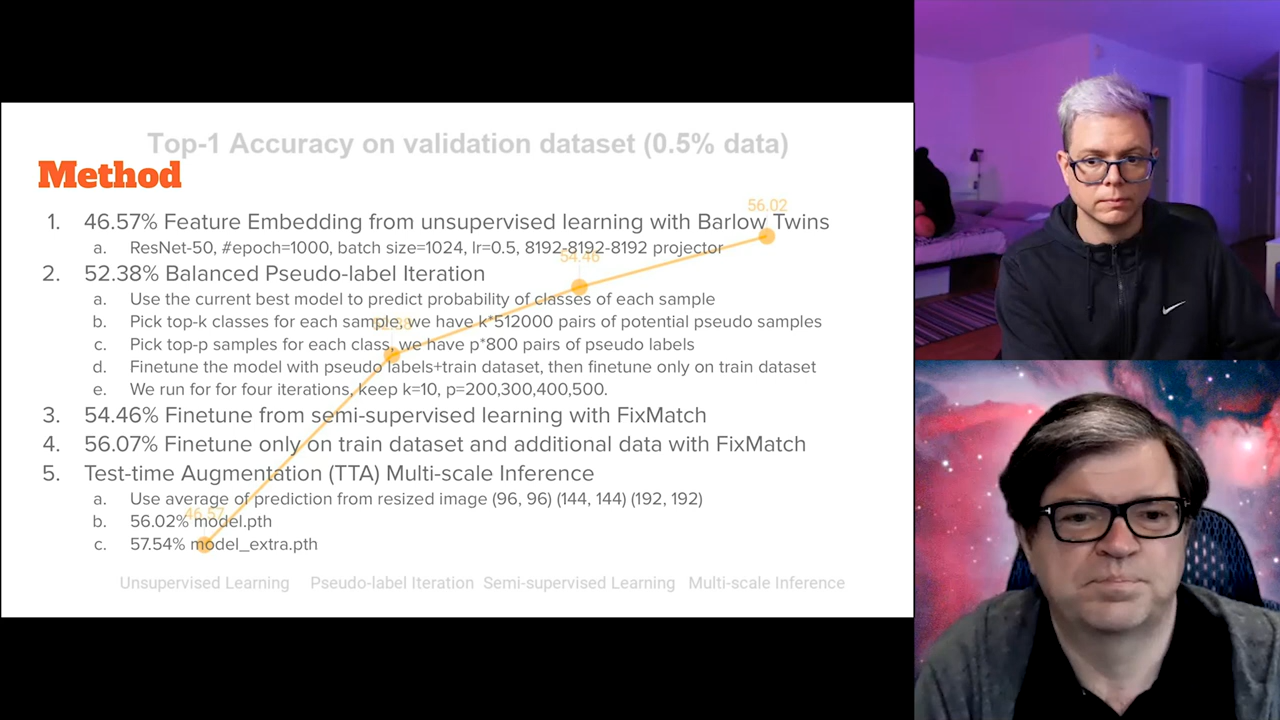 Top-1 Accuracy on validation dataset (0.5% data)
Method
56.02
1. 46.57% Feature Embedding from unsupervised learning with Barlow Twins
a. ResNet-50, #epoch=1000, batch size=1024, lr=0.5, 8192-8192-8192 projector
54.46
2. 52.38% Balanced Pseudo-label Iteration
a. Use the current best model to predict probability of classes of each sample
b. Pick top-k classes for each sample, we have k*512000 pairs of potential pseudo samples
c. Pick top-p samples for each class, we have p*800 pairs of pseudo labels
d. Finetune the model with pseudo labels+train dataset, then finetune only on train dataset
e. We run for for four iterations, keep k=10, p=200,300,400,500.
3. 54.46% Finetune from semi-supervised learning with FixMatch
4. 56.07% Finetune only on train dataset and additional data with FixMatch
5. Test-time Augmentation (TTA) Multi-scale Inference
a. Use average of prediction from resized image (96, 96) (144, 144) (192, 192)
46.57
b. 56.02% model.pth
c. 57.54% model_extra.pth
Unsupervised Learning Pseudo-label Iteration Semi-supervised Learning Multi-scale Inference